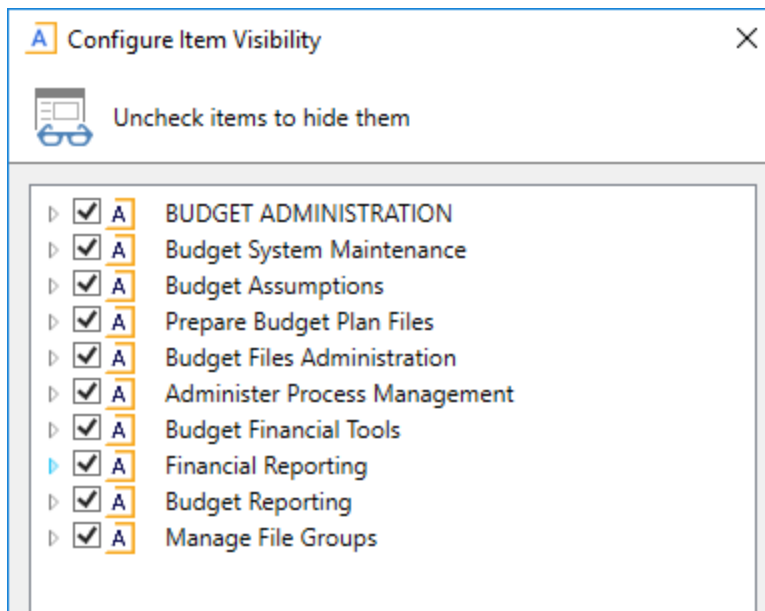 A Configure Item Visibility
Uncheck items to hide them
A BUDGET ADMINISTRATION
A Budget System Maintenance
A Budget Assumptions
A Prepare Budget Plan Files
A Budget Files Administration
A Administer Process Management
A Budget Financial Tools
A Financial Reporting
A Budget Reporting
A Manage File Groups